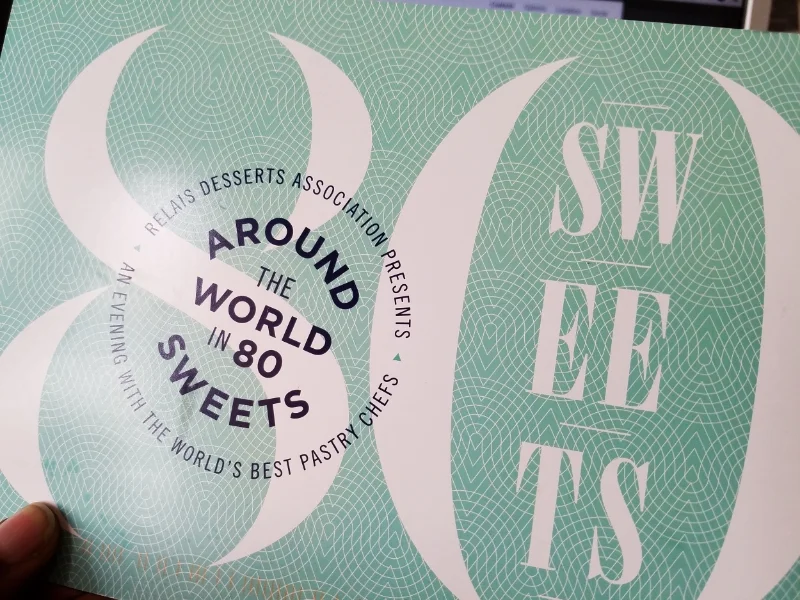 80
RELAIS DESSERTS ASSOCIATION PRESENTS
AROUND
THE
WORLD
IN 80
SWEETS
AN EVENING WITH THE WORLD'S BEST PASTRY CHEFS
SW
EE
TS